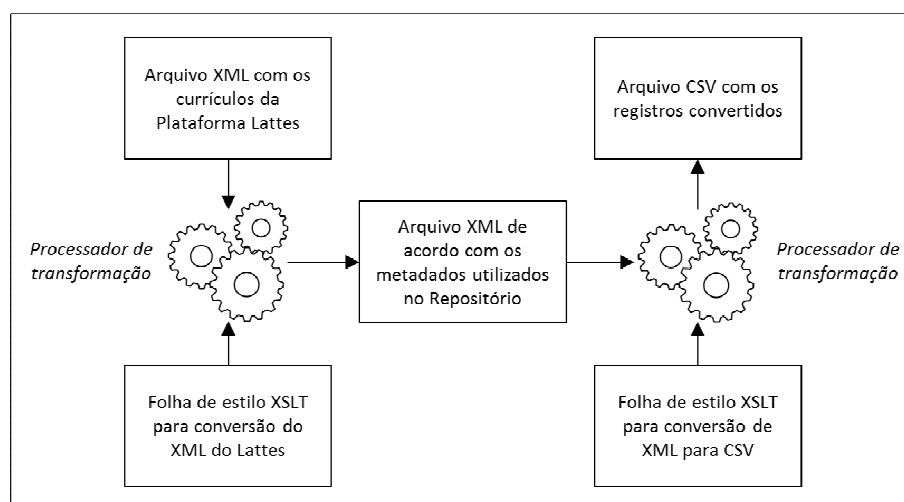 Arquivo XML com os
currículos da
Plataforma Lattes
Arquivo CSV com os
registros convertidos
Processador de
transformação
Arquivo XML de
acordo com os
metadados utilizados
no Repositório
Processador de
transformação
Folha de estilo XSLT
para conversão do
XML do Lattes
Folha de estilo XSLT
para conversão de
XML para CSV